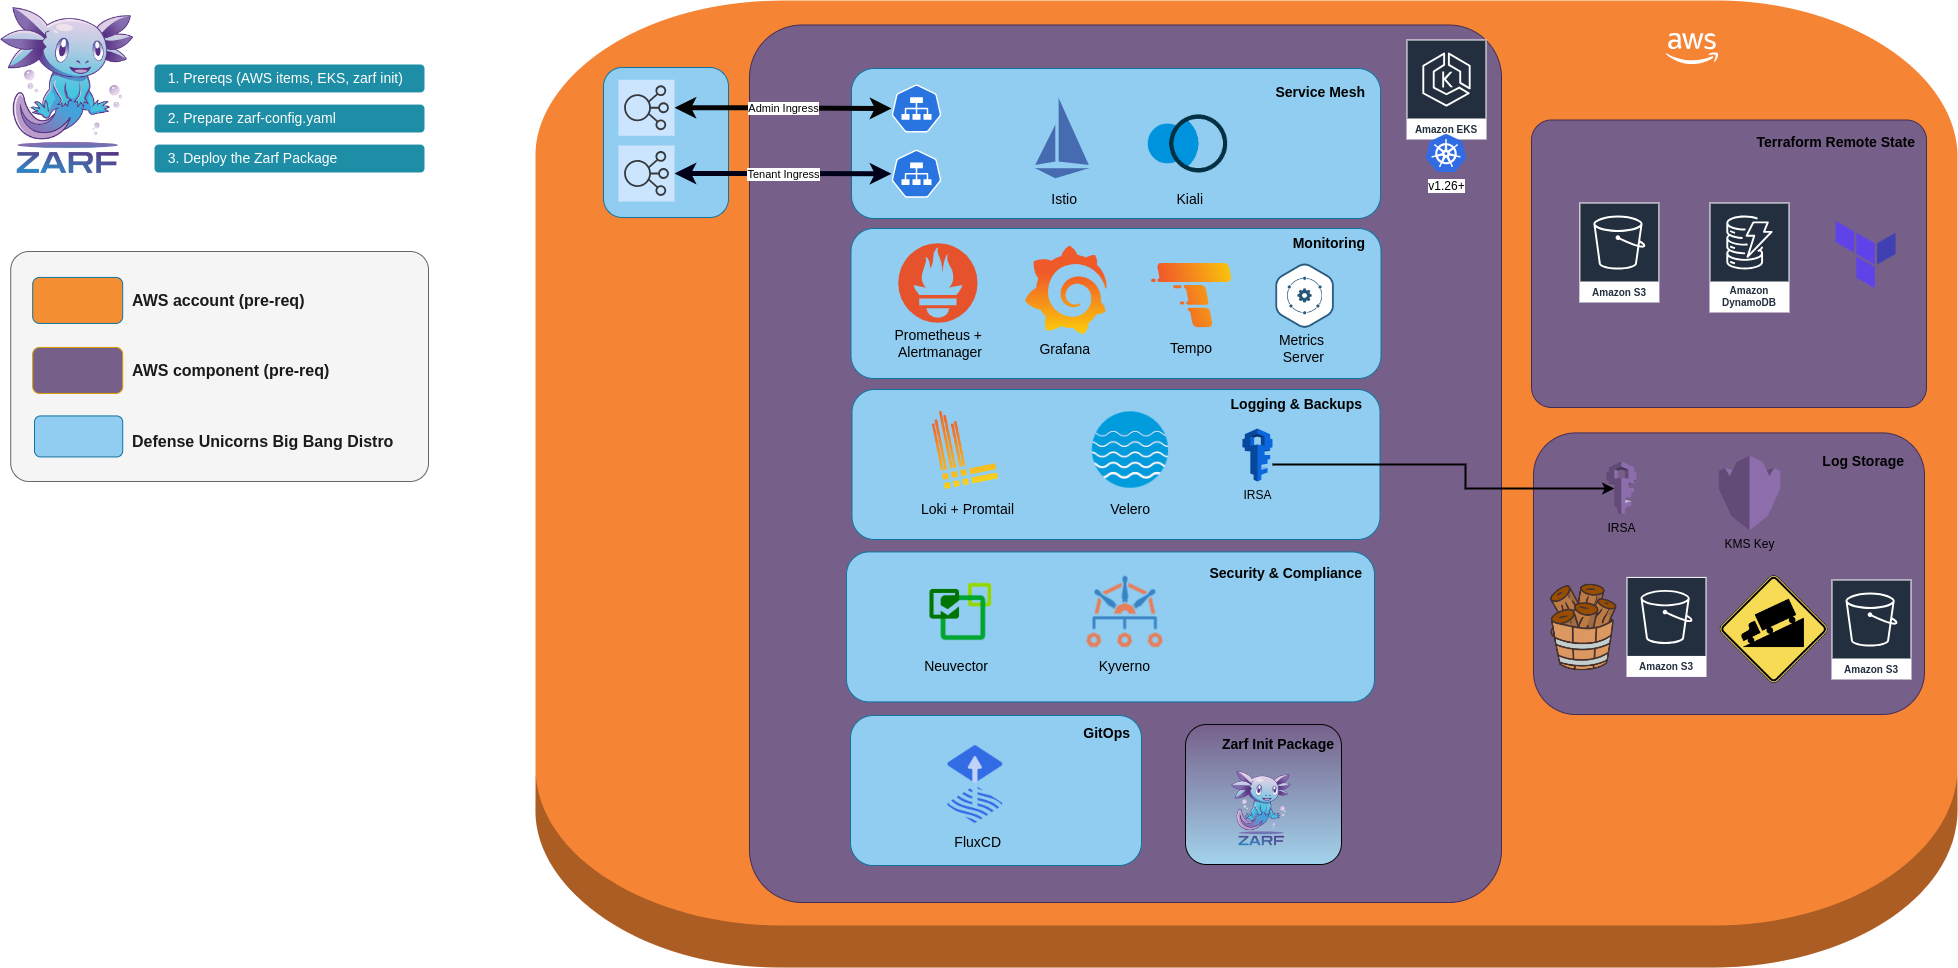 ZARF
1. Prereqs (AWS items, EKS, zarf init)
2. Prepare zarf-config.yaml
3. Deploy the Zarf Package
AWS account (pre-req)
AWS component (pre-req)
Defense Unicorns Big Bang Distro
aws
Admin Ingress
Tenant Ingress
Service Mesh
Istio
Kiali
Amazon EKS
v1.26+
Monitoring
Prometheus +
Alertmanager
Grafana
Tempo
Metrics
Server
Logging & Backups
Loki + Promtail
Velero
IRSA
Security & Compliance
Neuvector
Kyverno
GitOps
FluxCD
Zarf Init Package
ZARF
Terraform Remote State
Amazon S3
Amazon
DynamoDB
Log Storage
IRSA
KMS Key
Amazon S3
Amazon S3